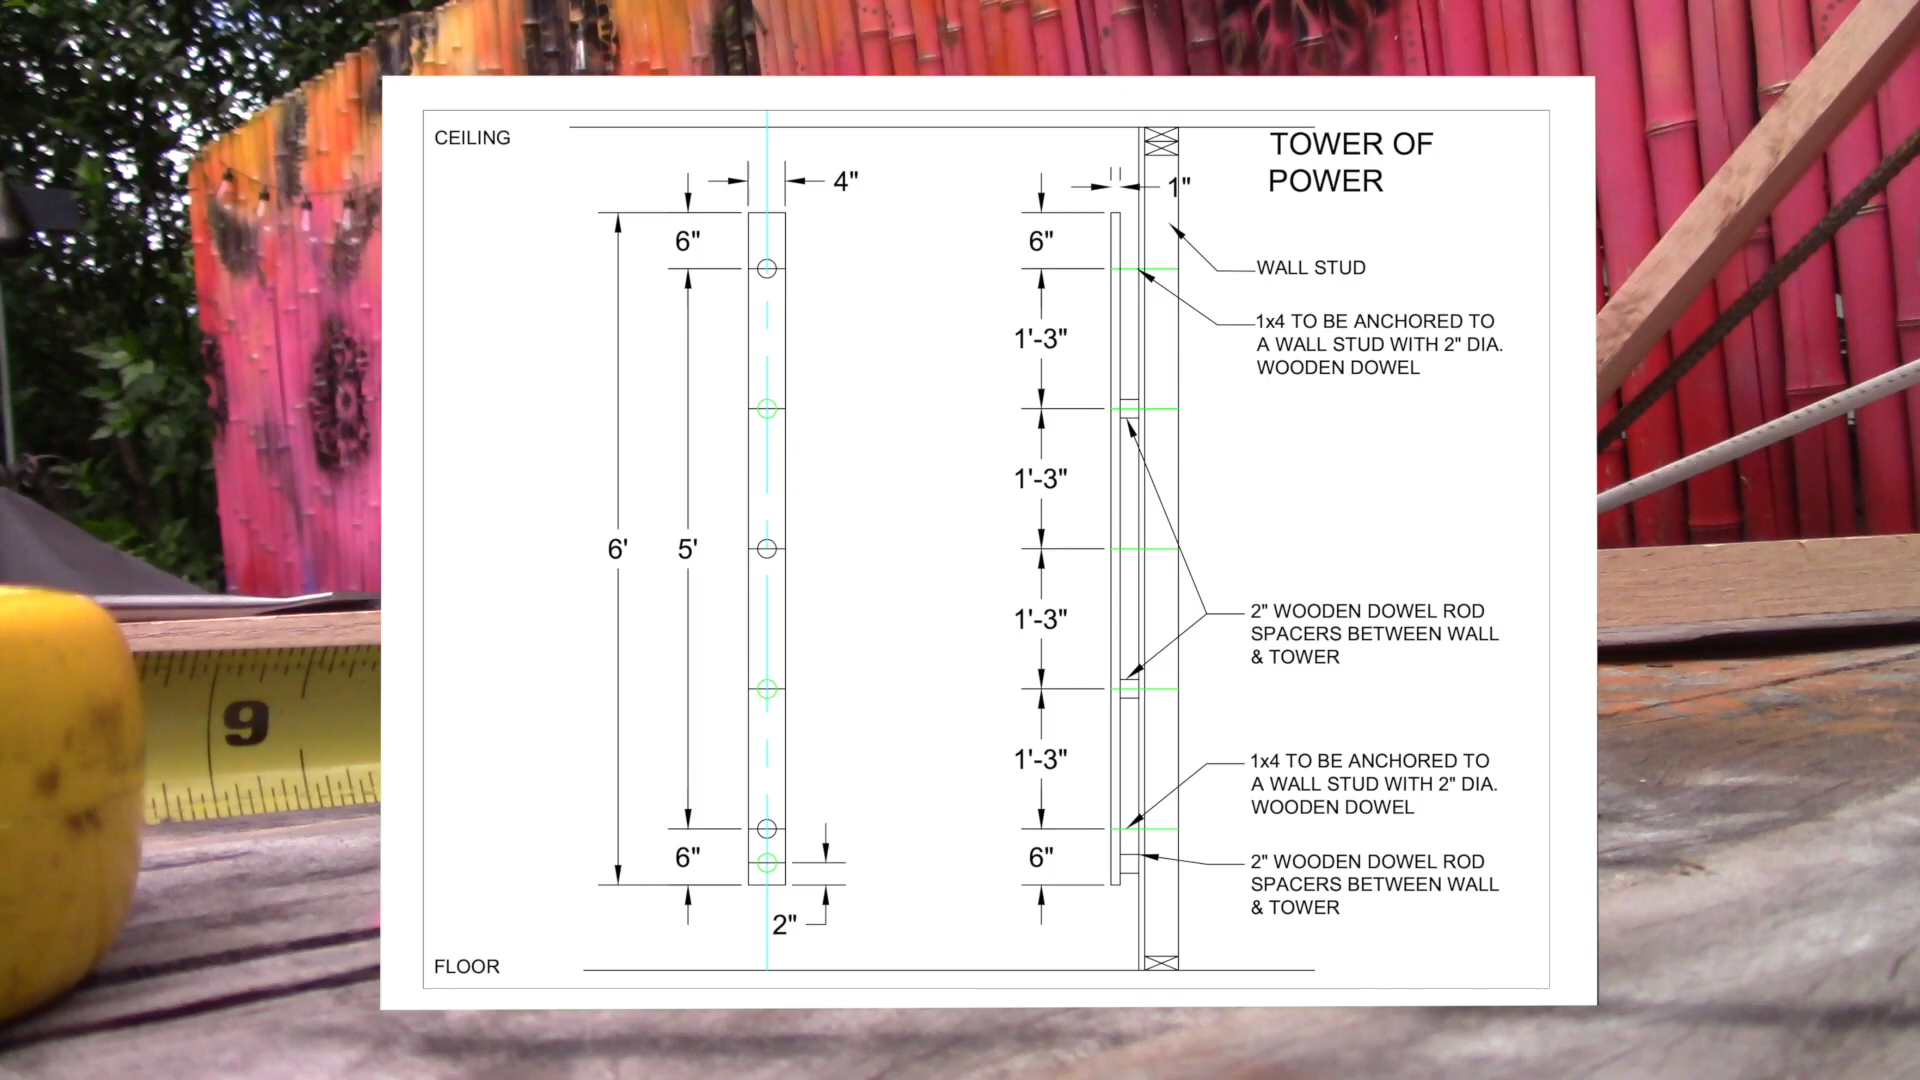 CEILING
TOWER OF
POWER
4"
1"
6"
6"
WALL STUD
1x4 TO BE ANCHORED TO
A WALL STUD WITH 2" DIA.
WOODEN DOWEL
1'-3"
1'-3"
6'
5'
1'-3"
2" WOODEN DOWEL ROD
SPACERS BETWEEN WALL
& TOWER
1'-3"
1x4 TO BE ANCHORED TO
A WALL STUD WITH 2" DIA.
WOODEN DOWEL
6"
6"
2" WOODEN DOWEL ROD
SPACERS BETWEEN WALL
& TOWER
2"
FLOOR
9